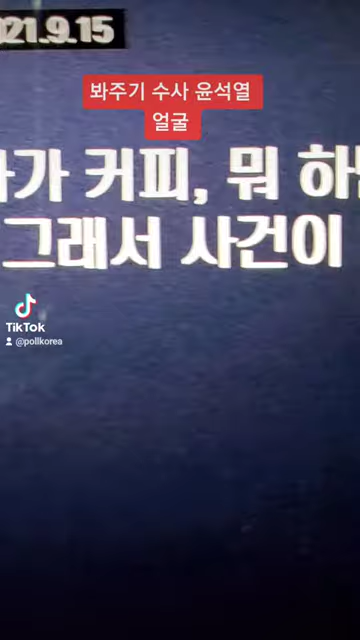 2021.9.15
봐주기 수사 윤석열
얼굴
가 커피, 뭐 하
그래서 사건이
TikTok
@pollkorea